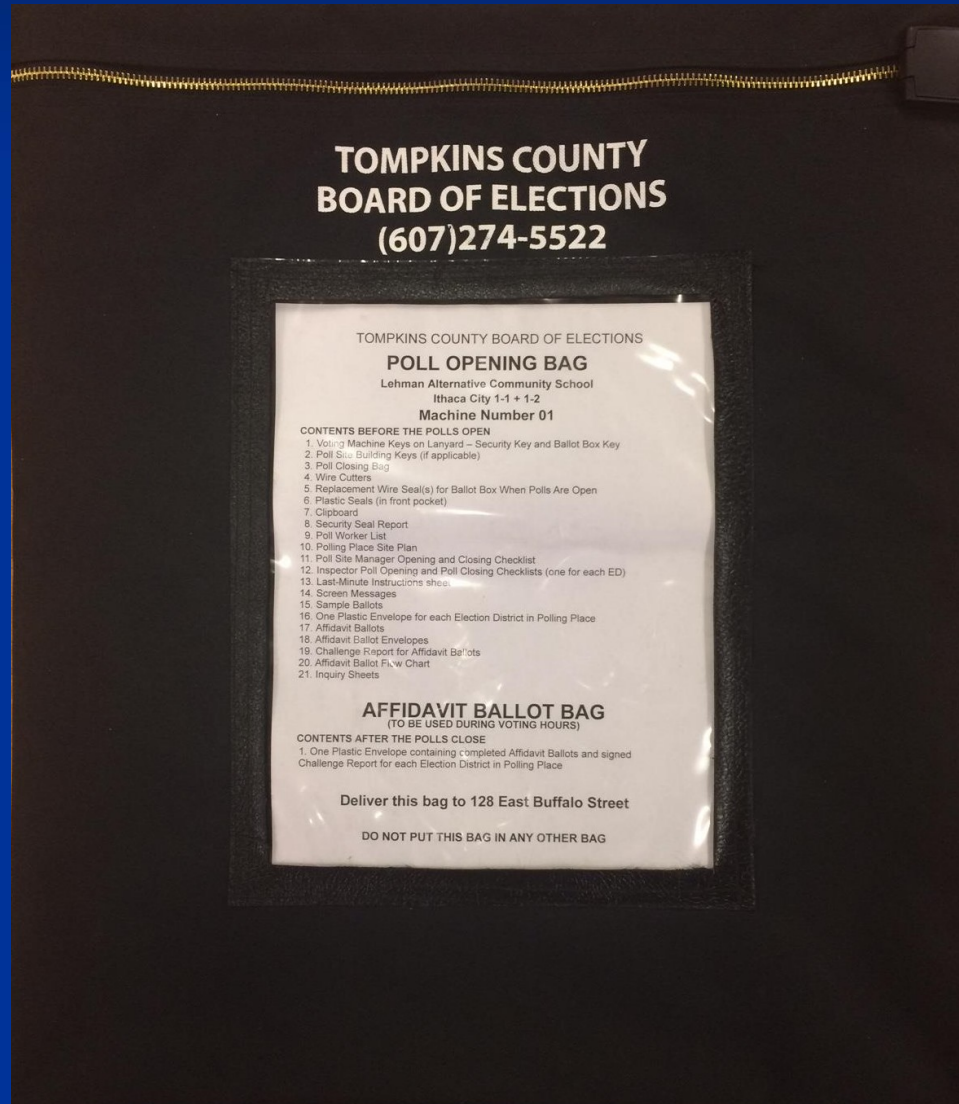 TOMPKINS COUNTY
BOARD OF ELECTIONS
(607)274-5522
TOMPKINS COUNTY BOARD OF ELECTIONS
POLL OPENING BAG
Lehman Alternative Community School
Ithaca City 1-1 + 1-2
Machine Number 01
CONTENTS BEFORE THE POLLS OPEN
1. Voting Machine Keys on Lanyard – Security Key and Ballot Box Key
2. Poll Site Building Keys (if applicable)
3. Poll Closing Bag
4. Wire Cutters
5. Replacement Wire Seal(s) for Ballot Box When Polls Are Open
6. Plastic Seals (in front pocket)
7. Clipboard
8. Security Seal Report
9. Poll Worker List
10. Polling Place Site Plan
11. Poll Site Manager Opening and Closing Checklist
12. Inspector Poll Opening and Poll Closing Checklists (one for each ED)
13. Last-Minute Instructions sheet
14. Screen Messages
15. Sample Ballots
16. One Plastic Envelope for each Election District in Polling Place
17. Affidavit Ballots
18. Affidavit Ballot Envelopes
19. Challenge Report for Affidavit Ballots
20. Affidavit Ballot Flow Chart
21. Inquiry Sheets
AFFIDAVIT BALLOT BAG
(TO BE USED DURING VOTING HOURS)
CONTENTS AFTER THE POLLS CLOSE
1. One Plastic Envelope containing completed Affidavit Ballots and signed
Challenge Report for each Election District in Polling Place
Deliver this bag to 128 East Buffalo Street
DO NOT PUT THIS BAG IN ANY OTHER BAG